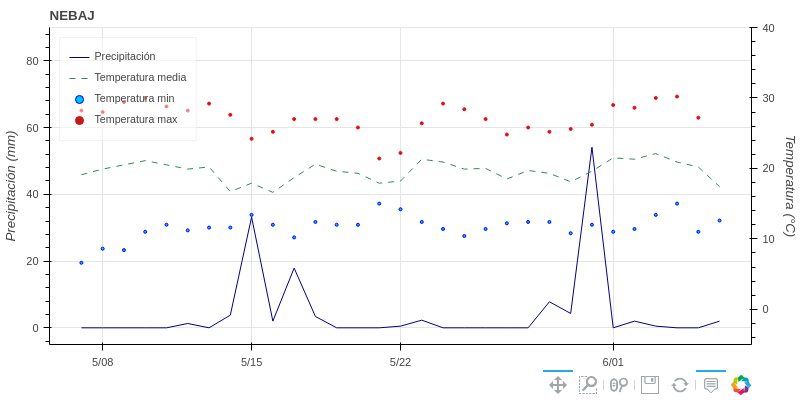 NEBAJ
Precipitación
Temperatura media
Temperatura min
Temperatura max
Precipitación (mm)
80
60
40
20
0
Temperatura (°C)
40
30
20
10
0
5/08
5/15
5/22
6/01